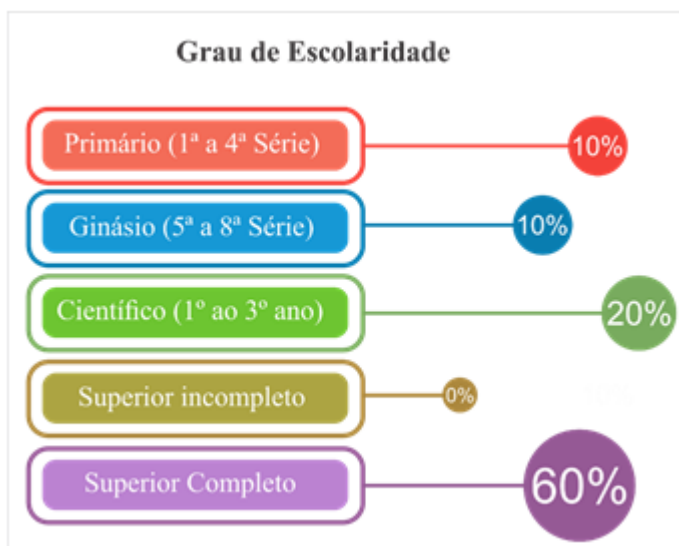 Grau de Escolaridade
Primário (1ª a 4ª Série)
10%
Ginásio (5ª a 8ª Série)
10%
Científico (1º ao 3º ano)
20%
Superior incompleto
0%
Superior Completo
60%